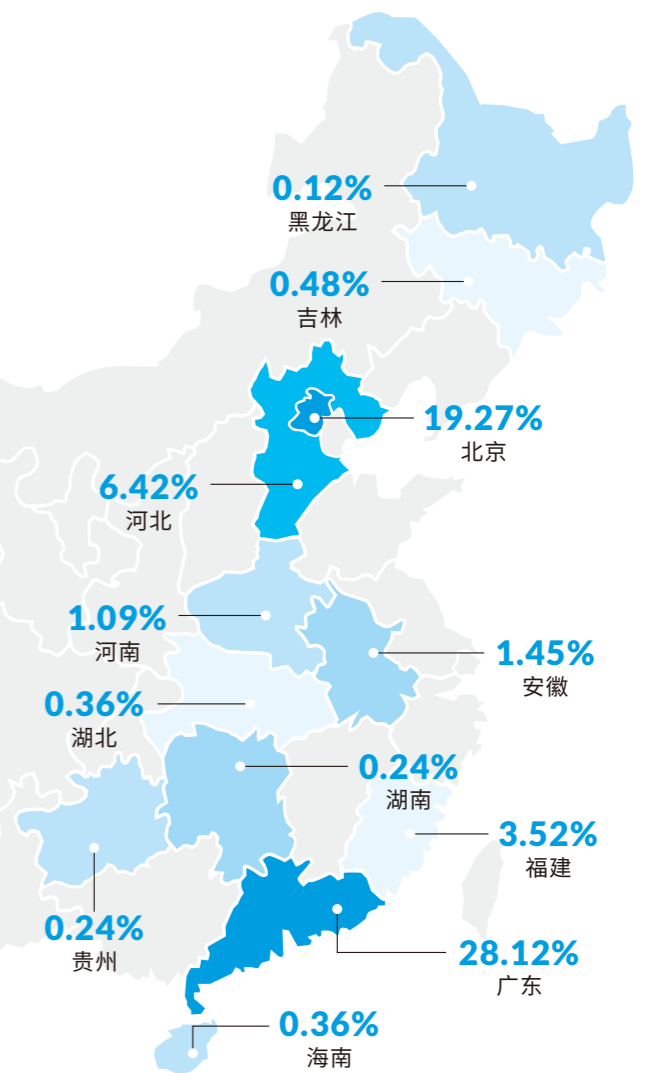 0.12%
黑龙江
0.48%
吉林
19.27%
北京
6.42%
河北
1.09%
河南
1.45%
安徽
0.36%
湖北
0.24%
湖南
3.52%
福建
0.24%
贵州
28.12%
广东
0.36%
海南